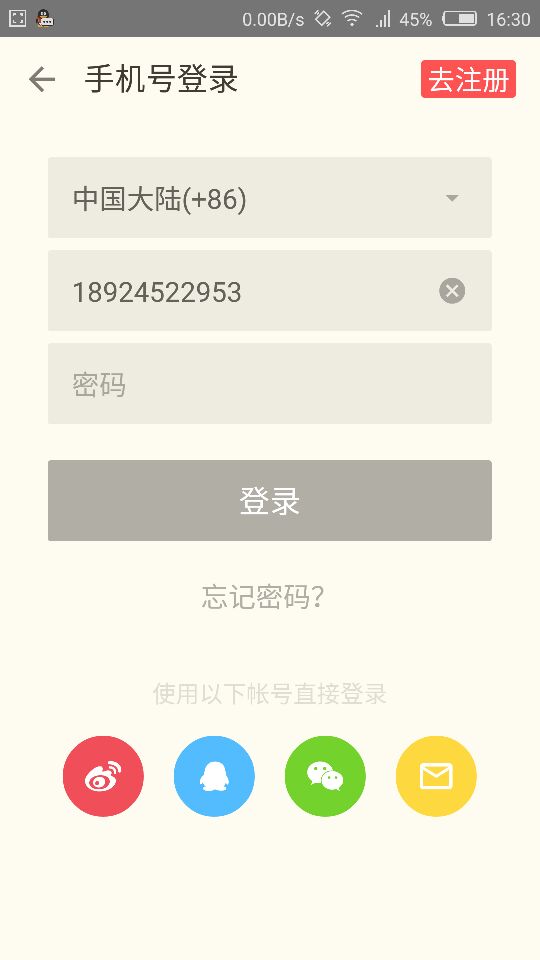 0.00B/s 45% 16:30
手机号登录 去注册
中国大陆(+86)
18924522953
密码
登录
忘记密码？
使用以下帐号直接登录